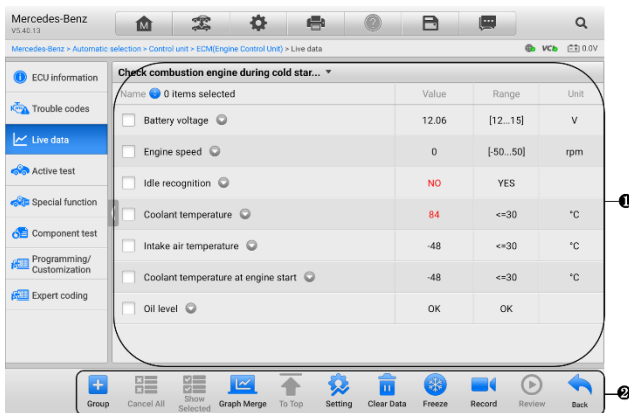 Mercedes-Benz
V5.40.13
Mercedes-Benz > Automatic selection > Control unit > ECM(Engine Control Unit) > Live data
VCI
0.0V
ECU information
Trouble codes
Live data
Active test
Special function
Component test
Programming/
Customization
Expert coding
Check combustion engine during cold star... ▼
Name 0 items selected Value Range Unit
Battery voltage 12.06 [12...15] V
Engine speed 0 [-50...50] rpm
Idle recognition NO YES
Coolant temperature 84 <=30 °C
Intake air temperature -48 <=30 °C
Coolant temperature at engine start -48 <=30 °C
Oil level OK OK
❶
Group
Cancel All
Show
Selected
Graph Merge
To Top
Setting
Clear Data
Freeze
Record
Review
Back
❷